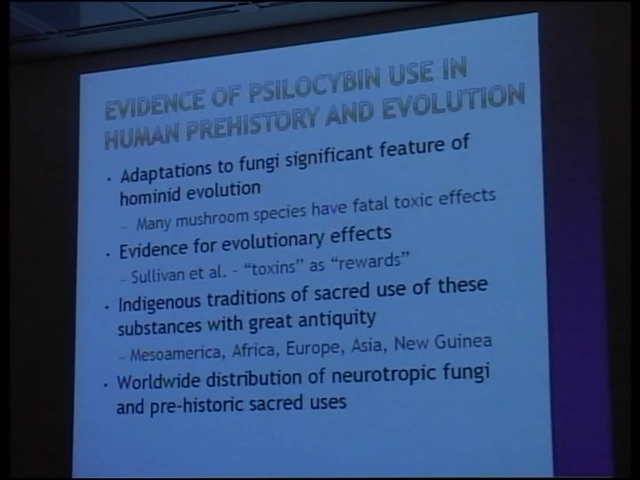 EVIDENCE OF PSILOCYBIN USE IN
HUMAN PREHISTORY AND EVOLUTION
· Adaptations to fungi significant feature of
hominid evolution
– Many mushroom species have fatal toxic effects
· Evidence for evolutionary effects
– Sullivan et al. - “toxins” as “rewards”
· Indigenous traditions of sacred use of these
substances with great antiquity
– Mesoamerica, Africa, Europe, Asia, New Guinea
· Worldwide distribution of neurotropic fungi
and pre-historic sacred uses